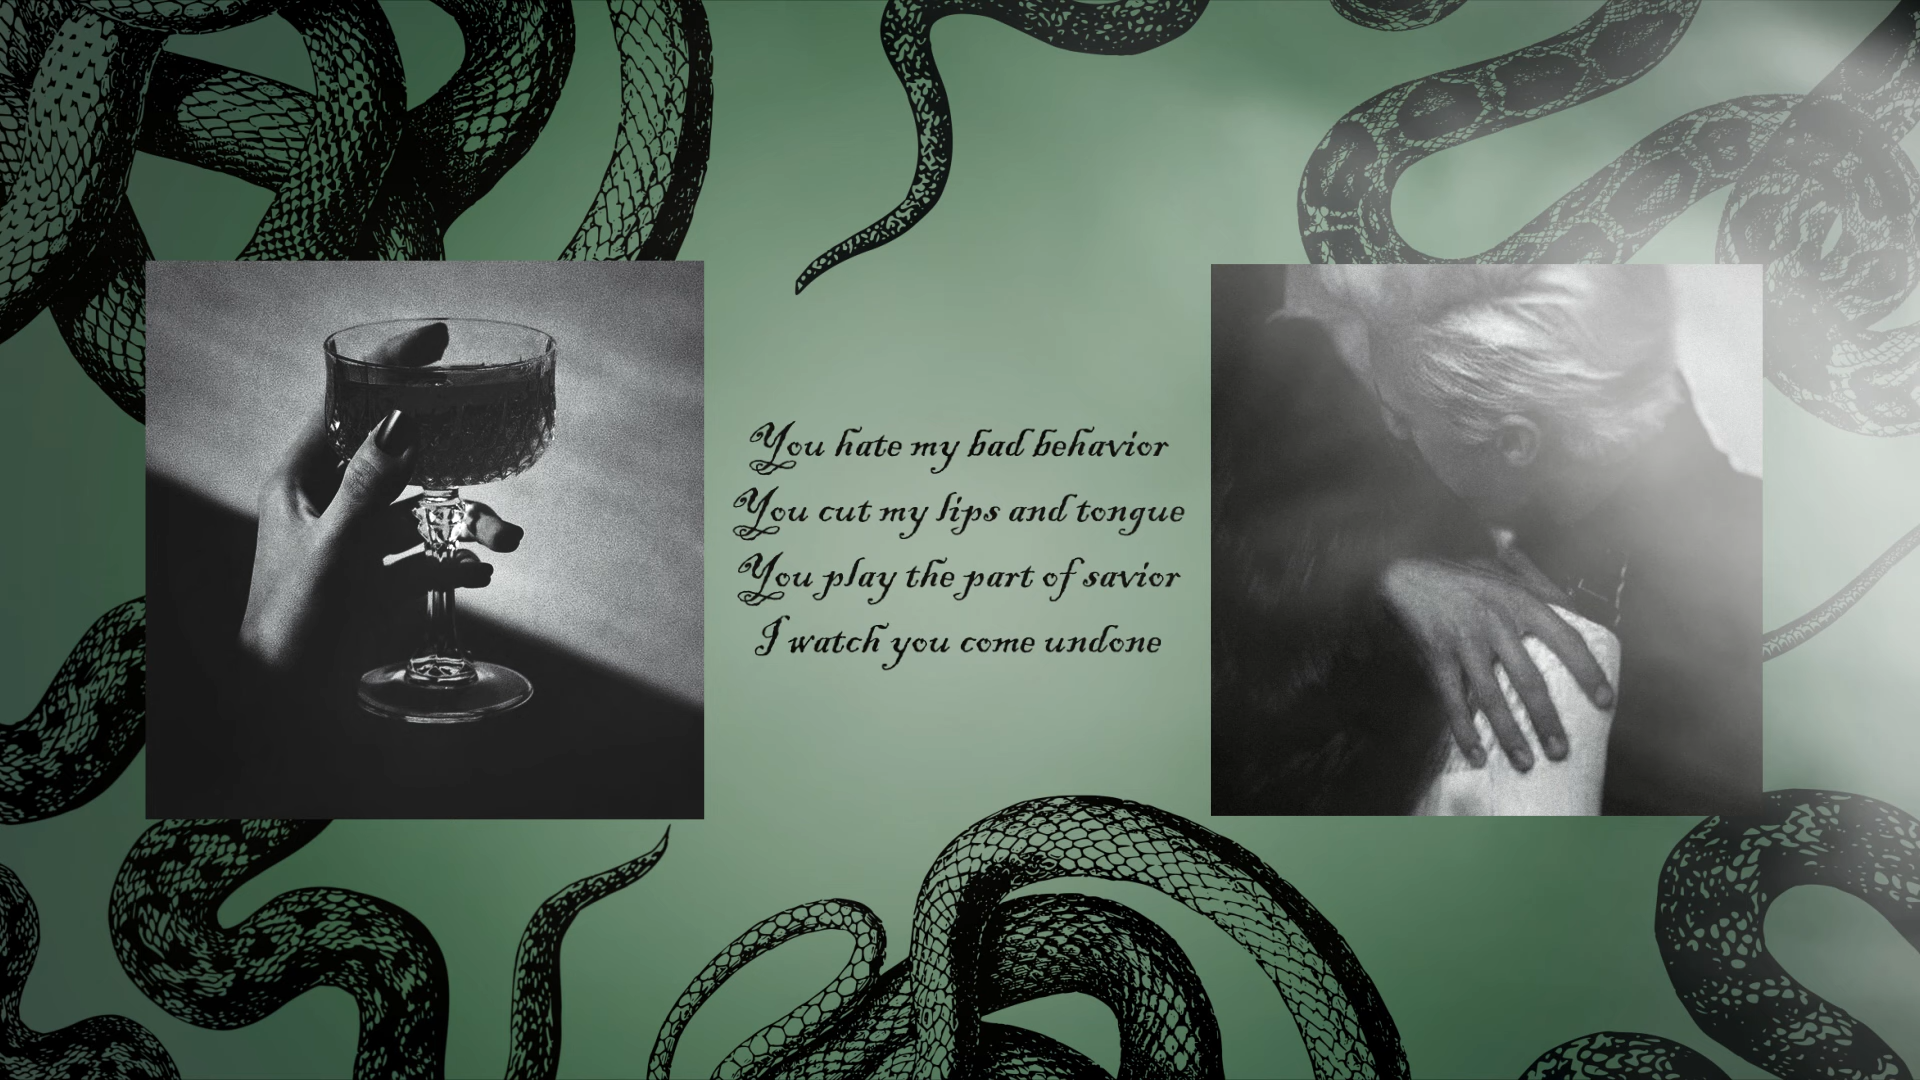 You hate my bad behavior
You cut my lips and tongue
You play the part of savior
I watch you come undone